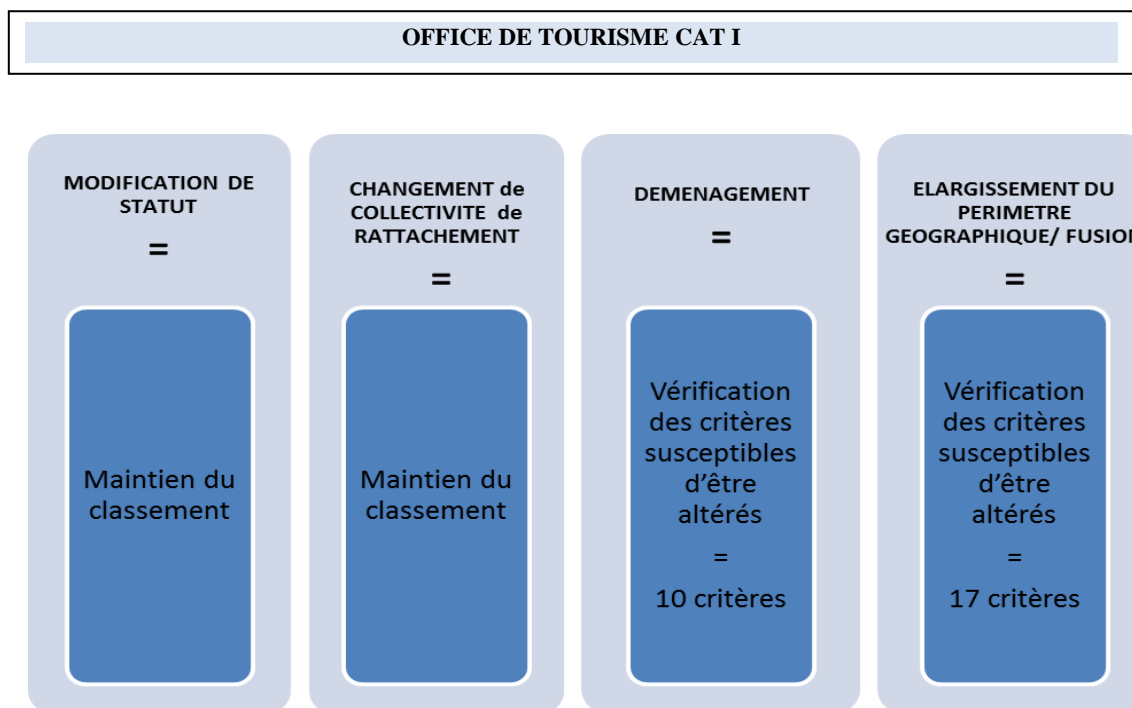 OFFICE DE TOURISME CAT I
MODIFICATION DE
STATUT
=
Maintien du
classement
CHANGEMENT de
COLLECTIVITE de
RATTACHEMENT
=
Maintien du
classement
DEMENAGEMENT
=
Vérification
des critères
susceptibles
d'être
altérés
=
10 critères
ELARGISSEMENT DU
PERIMETRE
GEOGRAPHIQUE/ FUSION
=
Vérification
des critères
susceptibles
d'être
altérés
=
17 critères